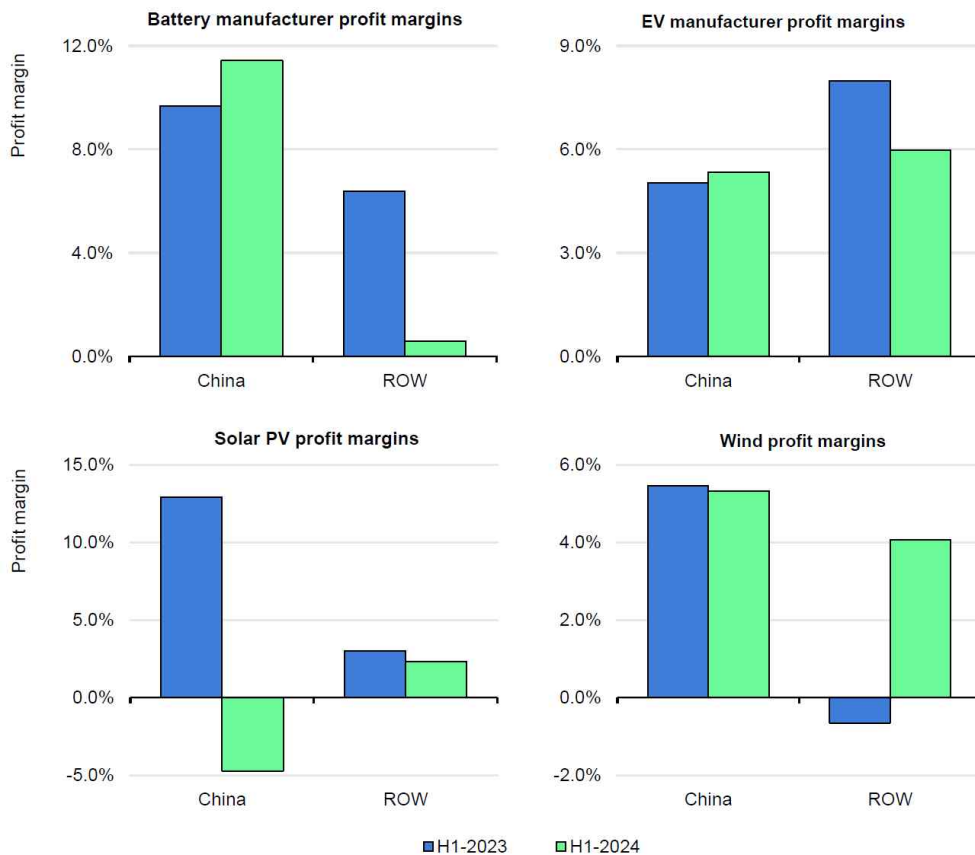 Battery manufacturer profit margins
Profit margin
12.0%
8.0%
4.0%
0.0%
China ROW
EV manufacturer profit margins
9.0%
6.0%
3.0%
0.0%
China ROW
Solar PV profit margins
Profit margin
15.0%
10.0%
5.0%
0.0%
-5.0%
China ROW
Wind profit margins
6.0%
4.0%
2.0%
0.0%
-2.0%
China ROW
H1-2023 H1-2024